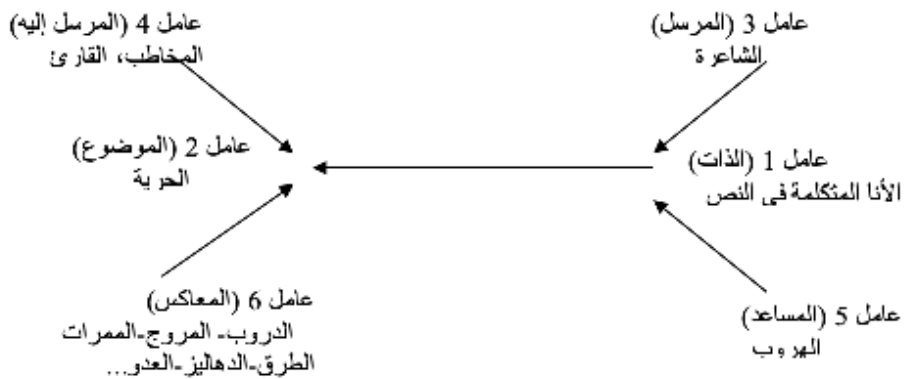 عامل 3 (المرسل)
الشاعرة
عامل 4 (المرسل إليه)
المخاطب، القارئ
عامل 1 (الذات)
الأنا المتكلمة في النص
عامل 2 (الموضوع)
الحرية
عامل 5 (المساعد)
الهروب
عامل 6 (المعاكس)
الدروب- المروج-الممرات
الطرق-الدهاليز-العدو...